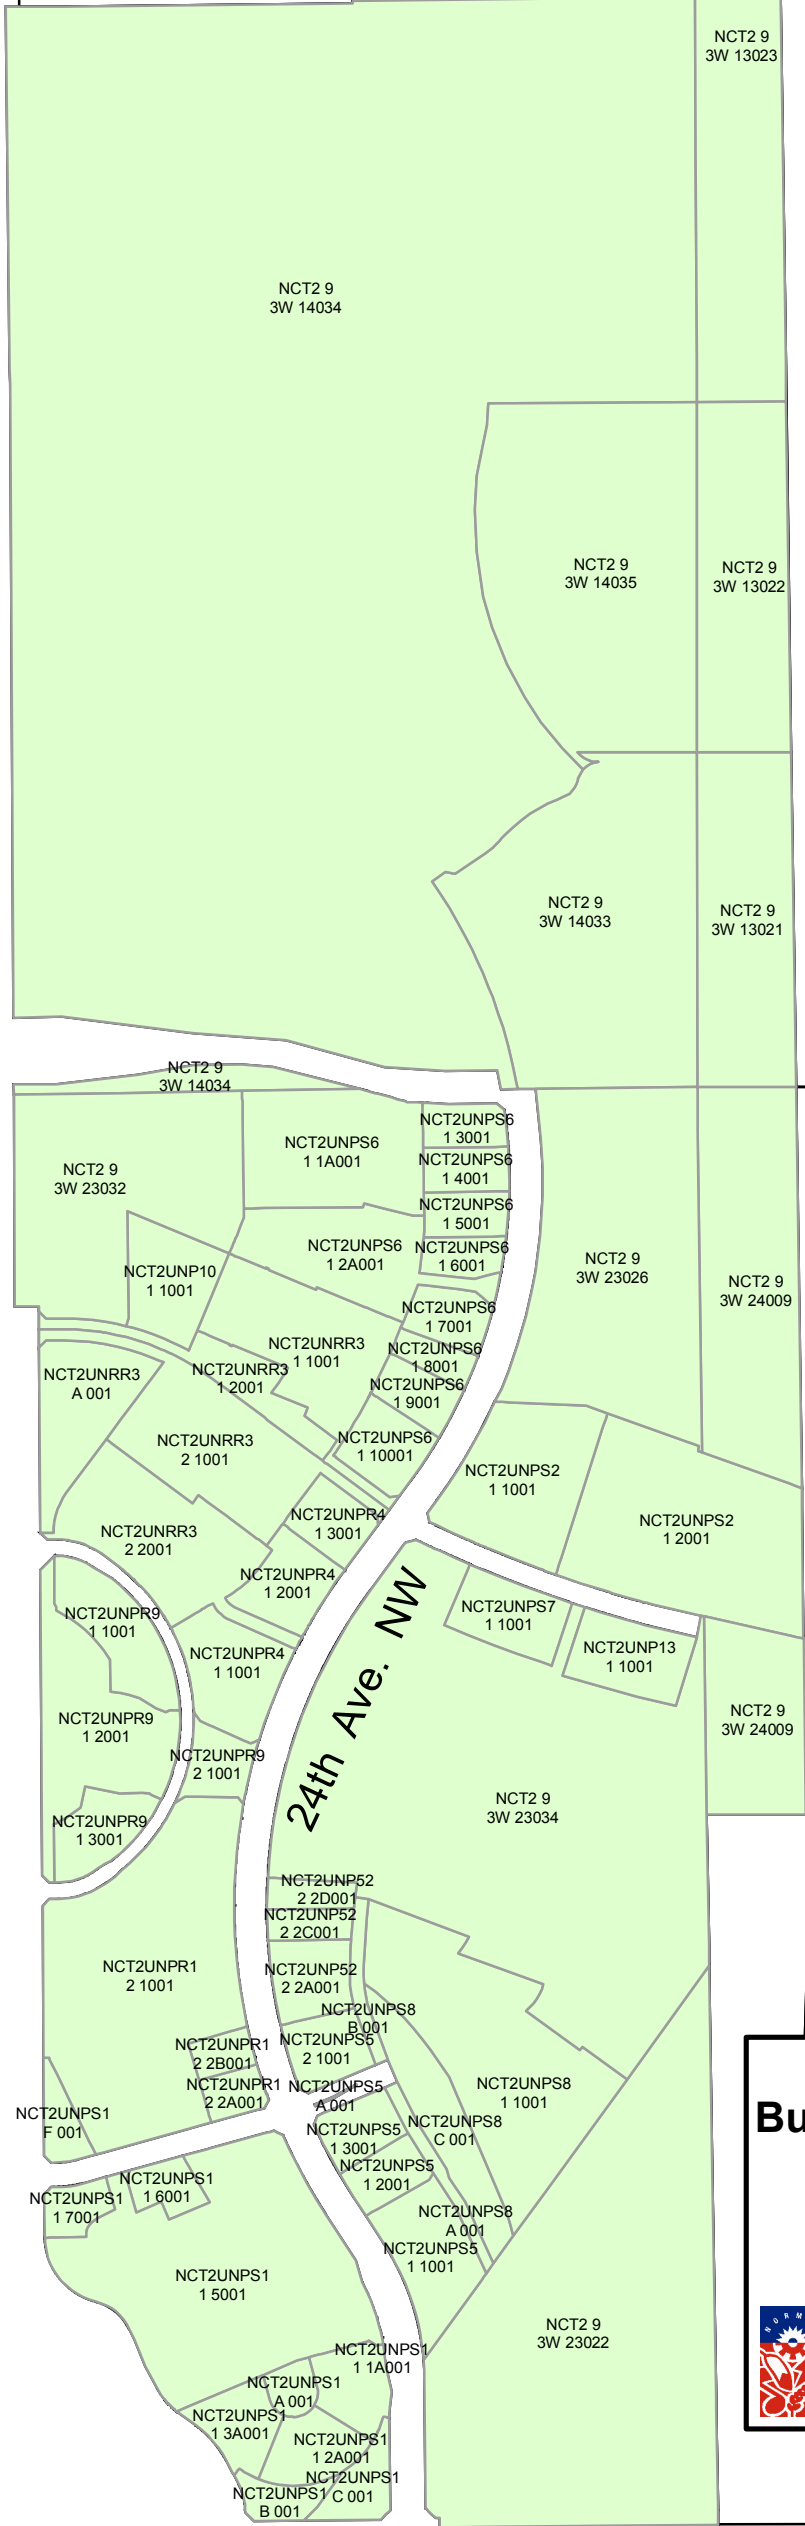 NCT2 9
3W 13023
NCT2 9
3W 14034
NCT2 9
3W 14035
NCT2 9
3W 13022
NCT2 9
3W 14033
NCT2 9
3W 13021
NCT2 9
3W 14034
NCT2UNPS6
1 3001
NCT2UNPS6
1 1A001
NCT2UNPS6
1 4001
NCT2 9
3W 23032
NCT2UNPS6
1 5001
NCT2UNPS6
1 2A001
NCT2UNPS6
1 6001
NCT2 9
3W 23026
NCT2UNP10
1 1001
NCT2 9
3W 24009
NCT2UNPS6
1 7001
NCT2UNRR3
1 1001
NCT2UNPS6
1 8001
NCT2UNRR3
A 001
NCT2UNRR3
1 2001
NCT2UNPS6
1 9001
NCT2UNRR3
2 1001
NCT2UNPS6
1 10001
NCT2UNPS2
1 1001
NCT2UNPR4
1 3001
NCT2UNPS2
1 2001
NCT2UNRR3
2 2001
NCT2UNPR4
1 2001
NCT2UNPR9
1 1001
NCT2UNPS7
1 1001
NCT2UNPR4
1 1001
NCT2UNP13
1 1001
24th Ave. NW
NCT2UNPR9
1 2001
NCT2 9
3W 24009
NCT2UNPR9
2 1001
NCT2 9
3W 23034
NCT2UNPR9
1 3001
NCT2UNP52
2 2D001
NCT2UNP52
2 2C001
NCT2UNPR1
2 1001
NCT2UNP52
2 2A001
NCT2UNPS8
B 001
NCT2UNPR1
2 2B001
NCT2UNPS5
2 1001
NCT2UNPR1
2 2A001
NCT2UNPS5
A 001
NCT2UNPS8
1 1001
NCT2UNPS1
F 001
NCT2UNPS8
C 001
NCT2UNPS5
1 3001
NCT2UNPS5
1 2001
NCT2UNPS1
1 6001
NCT2UNPS1
1 7001
NCT2UNPS8
A 001
NCT2UNPS5
1 1001
NCT2UNPS1
1 5001
NCT2 9
3W 23022
NCT2UNPS1
1 1A001
NCT2UNPS1
A 001
NCT2UNPS1
1 3A001
NCT2UNPS1
1 2A001
NCT2UNPS1
C 001
NCT2UNPS1
B 001
Bu
NORM